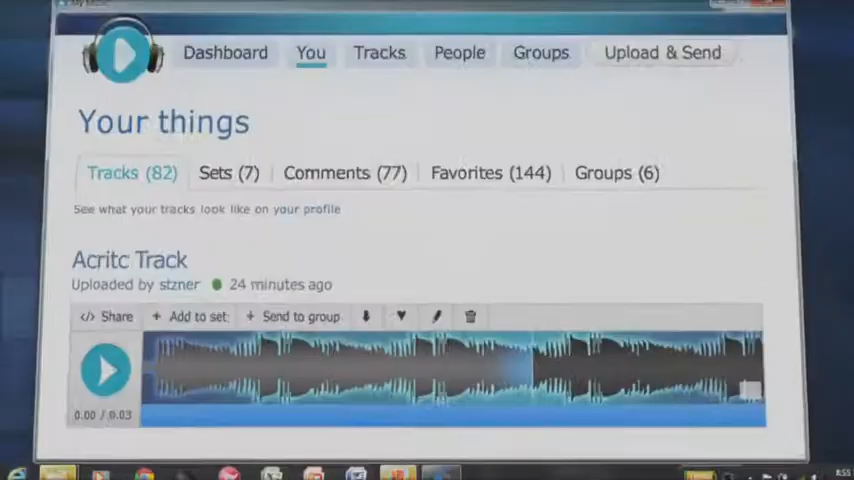 Dashboard You Tracks People Groups Upload & Send
Your things
Tracks (82) Sets (7) Comments (77) Favorites (144) Groups (6)
See what your tracks look like on your profile
Acritc Track
Uploaded by stzner 24 minutes ago
</> Share + Add to set + Send to group
0.00 / 0.03
8:55